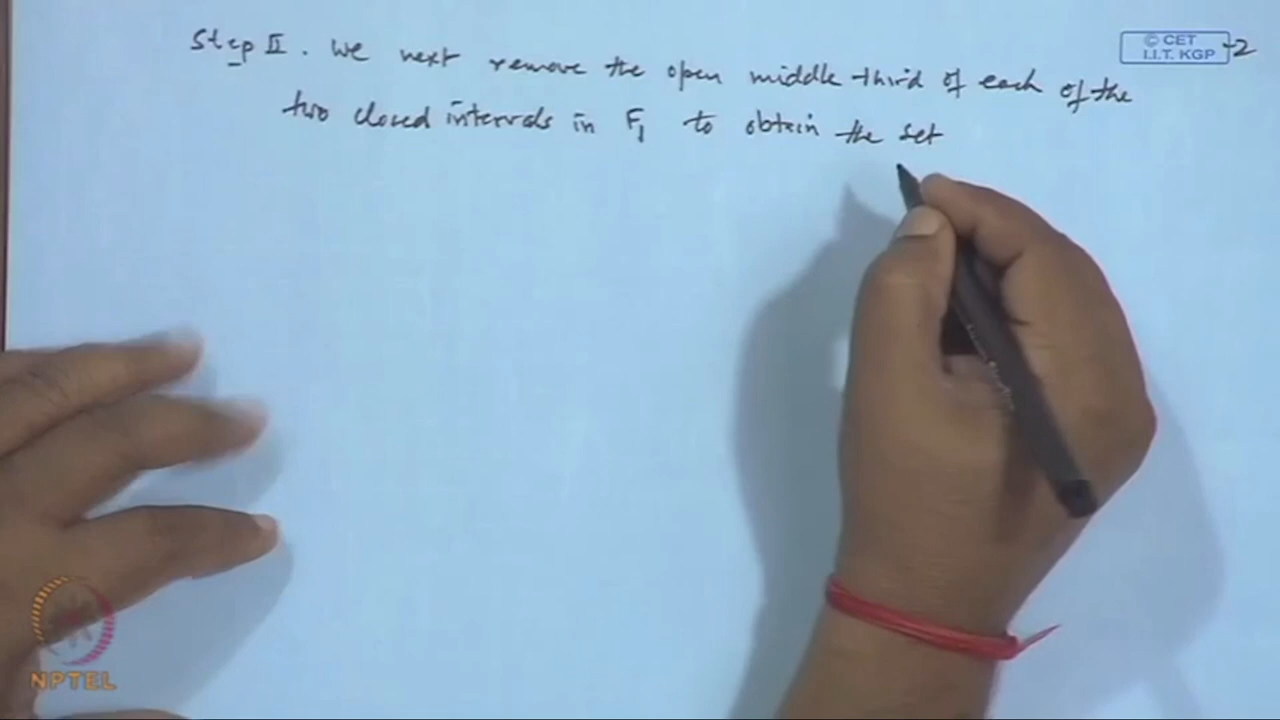 Step II. We next remove the open middle third of each of the
two closed intervals in F1 to obtain the set
© CET
I.I.T. KGP
-2
NPTEL